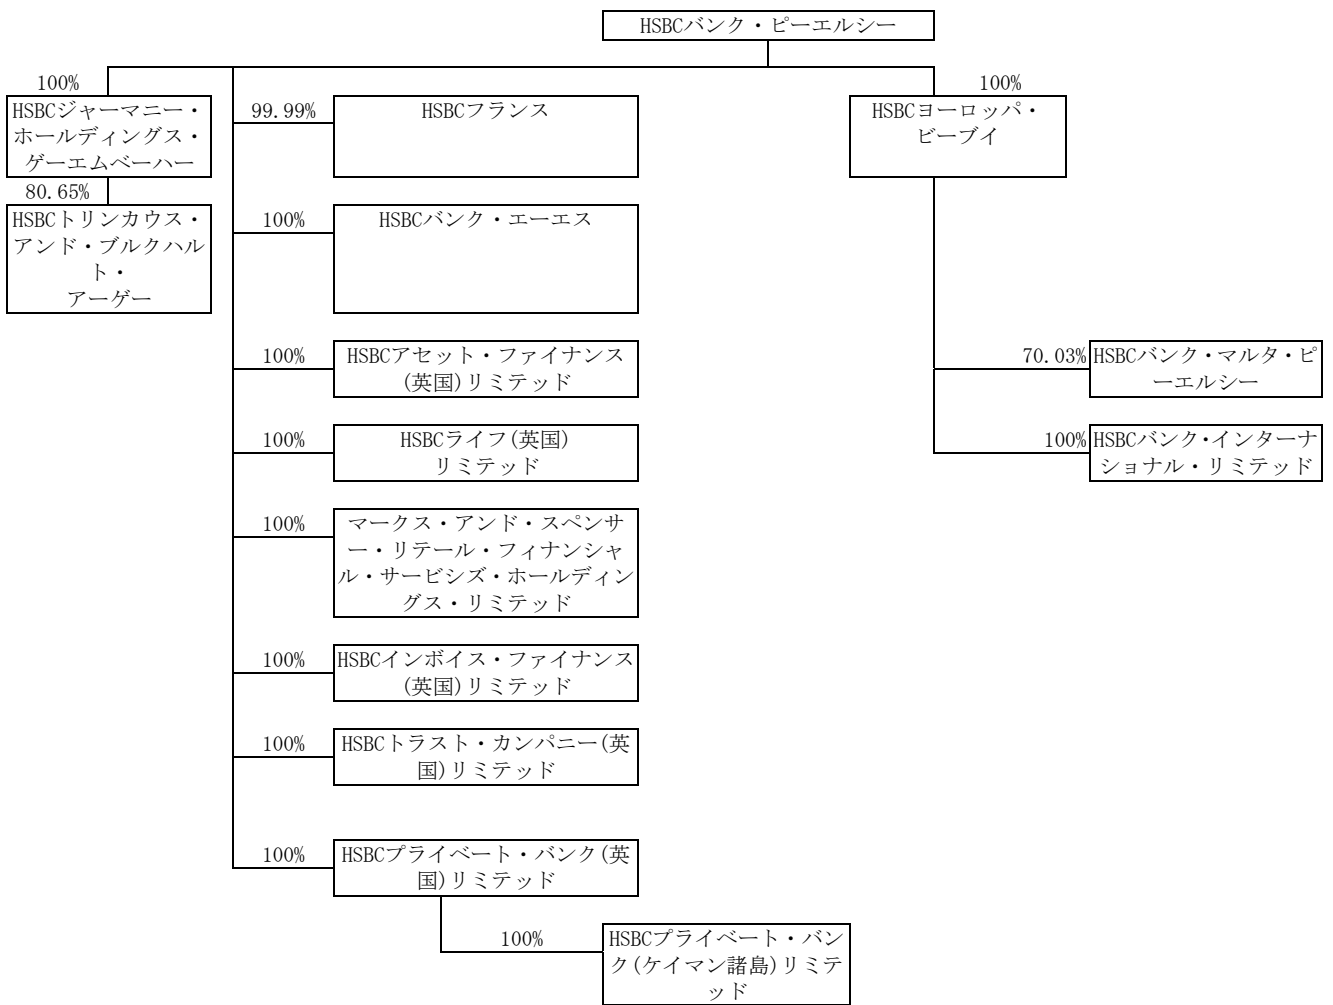 HSBCバンク・ピーエルシー
100%
100%
HSBCジャーマニー・
ホールディングス・
ゲーエムベーハー
99.99%
HSBCフランス
HSBCヨーロッパ・
ビーブイ
80.65%
HSBCトリンカウス・
アンド・ブルクハル
ト・
アーゲー
100%
HSBCバンク・エーエス
100%
HSBCアセット・ファイナンス
(英国)リミテッド
70.03%
HSBCバンク・マルタ・ピ
ーエルシー
100%
HSBCライフ(英国)
リミテッド
100%
HSBCバンク・インターナ
ショナル・リミテッド
100%
マークス・アンド・スペンサ
ー・リテール・フィナンシャ
ル・サービシズ・ホールディン
グス・リミテッド
100%
HSBCインボイス・ファイナンス
(英国)リミテッド
100%
HSBCトラスト・カンパニー(英
国)リミテッド
100%
HSBCプライベート・バンク(英
国)リミテッド
100%
HSBCプライベート・バン
ク(ケイマン諸島)リミテ
ッド